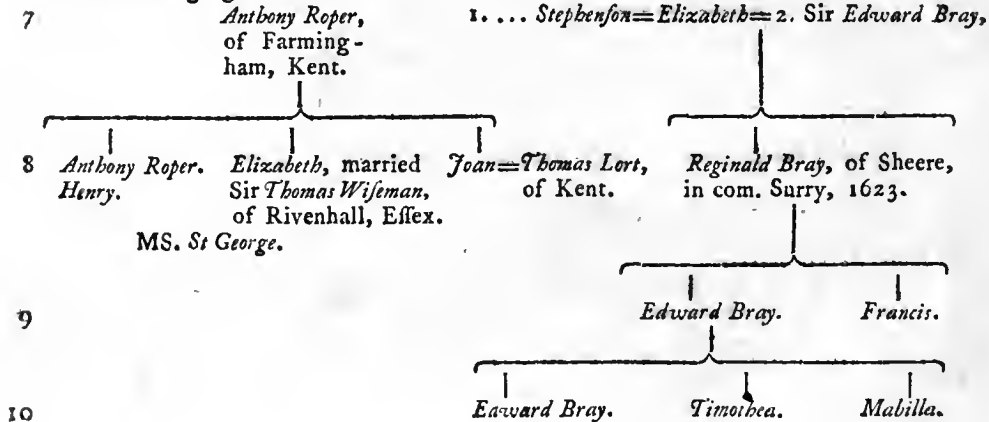 7 Anthony Roper, 1. .... Stephenſon=Elizabeth=2. Sir Edward Bray,
of Farming-
ham, Kent.
8 Anthony Roper. Elizabeth, married Joan=Thomas Lort, Reginald Bray, of Sheere,
Henry. Sir Thomas Wiſeman, of Kent. in com. Surry, 1623.
of Rivenhall, Eſſex.
MS. St George.
9 Edward Bray. Francis.
10 Edward Bray. Timothea. Mabilla.